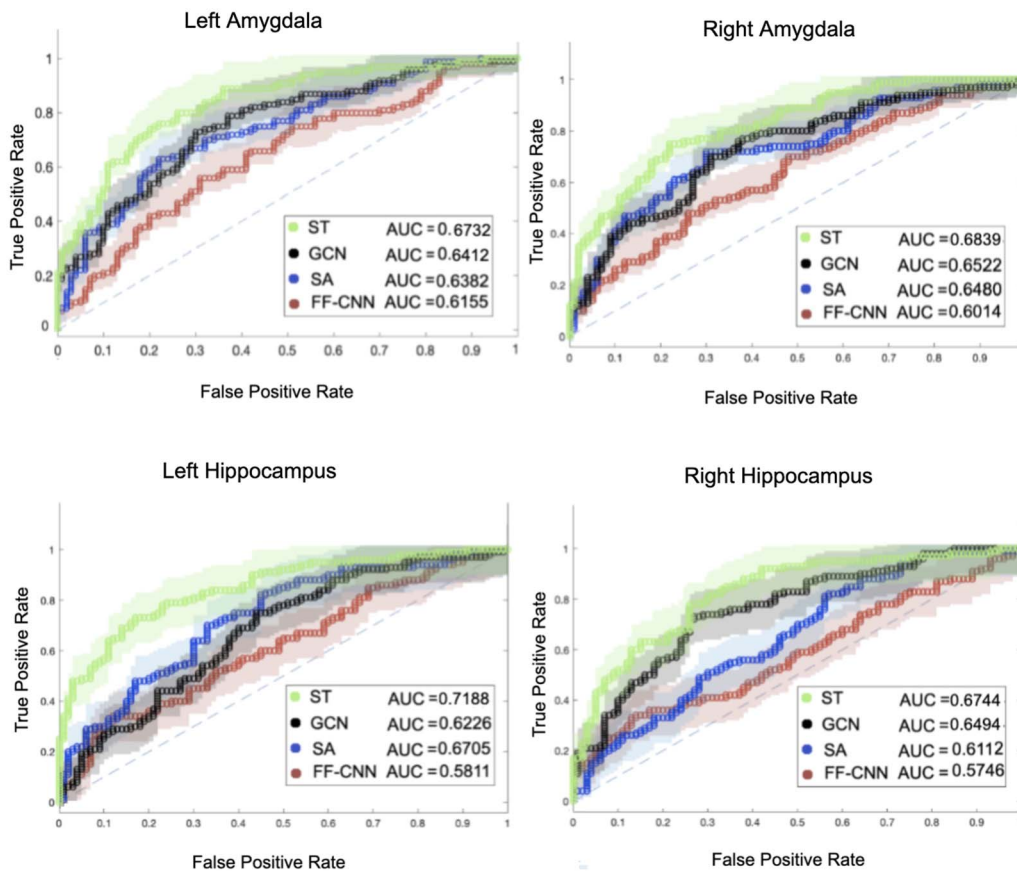 Left Amygdala
True Positive Rate
1
0.8
0.6
0.4
0.2
0
ST AUC =0.6732
GCN AUC =0.6412
SA AUC =0.6382
FF-CNN AUC =0.6155
0 0.1 0.2 0.3 0.4 0.5 0.6 0.7 0.8 0.9 1
False Positive Rate
Right Amygdala
True Positive Rate
1
0.8
0.6
0.4
0.2
0
ST AUC =0.6839
GCN AUC =0.6522
SA AUC =0.6480
FF-CNN AUC =0.6014
0 0.1 0.2 0.3 0.4 0.5 0.6 0.7 0.8 0.9
False Positive Rate
Left Hippocampus
True Positive Rate
1
0.8
0.6
0.4
0.2
0
ST AUC =0.7188
GCN AUC =0.6226
SA AUC =0.6705
FF-CNN AUC =0.5811
0 0.1 0.2 0.3 0.4 0.5 0.6 0.7 0.8 0.9 1
False Positive Rate
Right Hippocampus
True Positive Rate
1
0.8
0.6
0.4
0.2
0
ST AUC =0.6744
GCN AUC =0.6494
SA AUC =0.6112
FF-CNN AUC =0.5746
0 0.1 0.2 0.3 0.4 0.5 0.6 0.7 0.8 0.9
False Positive Rate